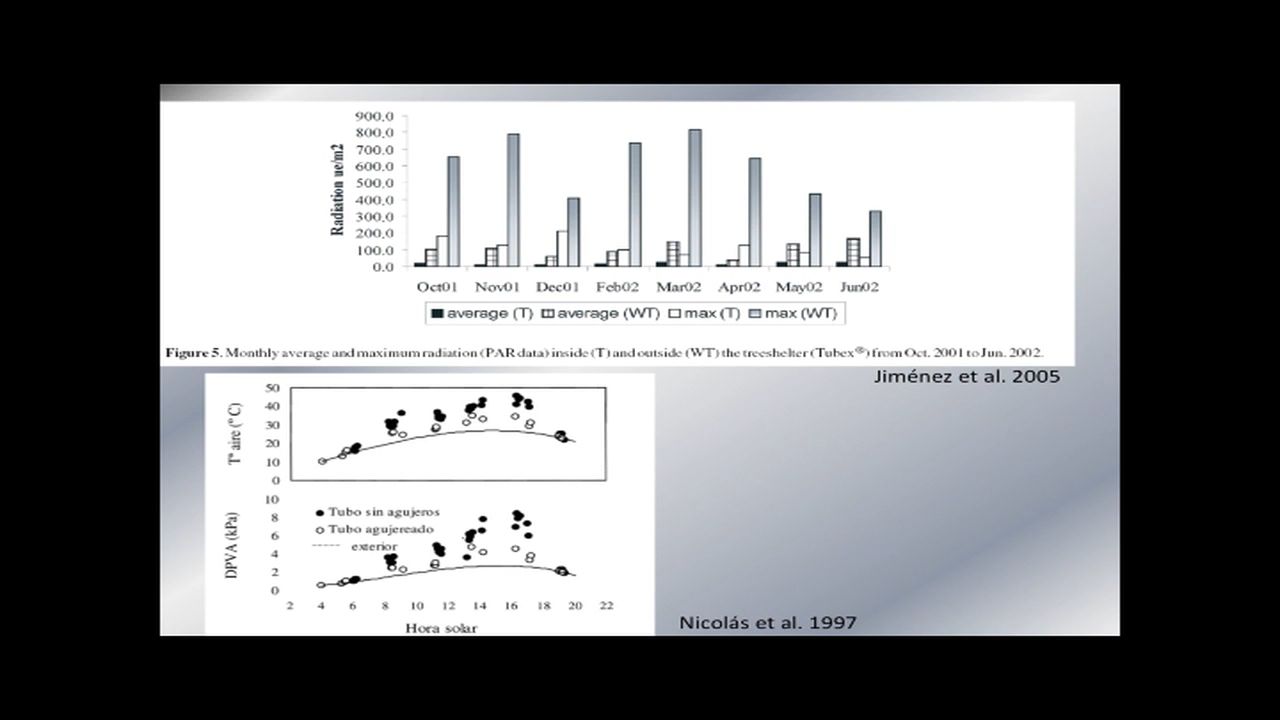 900,0
800,0
700,0
600,0
500,0
400,0
300,0
200,0
100,0
0,0
Radiation ue/m2
Oct01 Nov01 Dec01 Feb02 Mar02 Apr02 May02 Jun02
average (T) average (WT) max (T) max (WT)
Figure 5. Monthly average and maximum radiation (PAR data) inside (T) and outside (WT) the treeshelter (Tubex®) from Oct. 2001 to Jun. 2002.
Jiménez et al. 2005
50
40
30
20
10
0
Tª aire (º C)
10
8
6
4
2
0
DPVA (kPa)
Tubo sin agujeros
Tubo agujereado
exterior
2 4 6 8 10 12 14 16 18 20 22
Hora solar
Nicolás et al. 1997